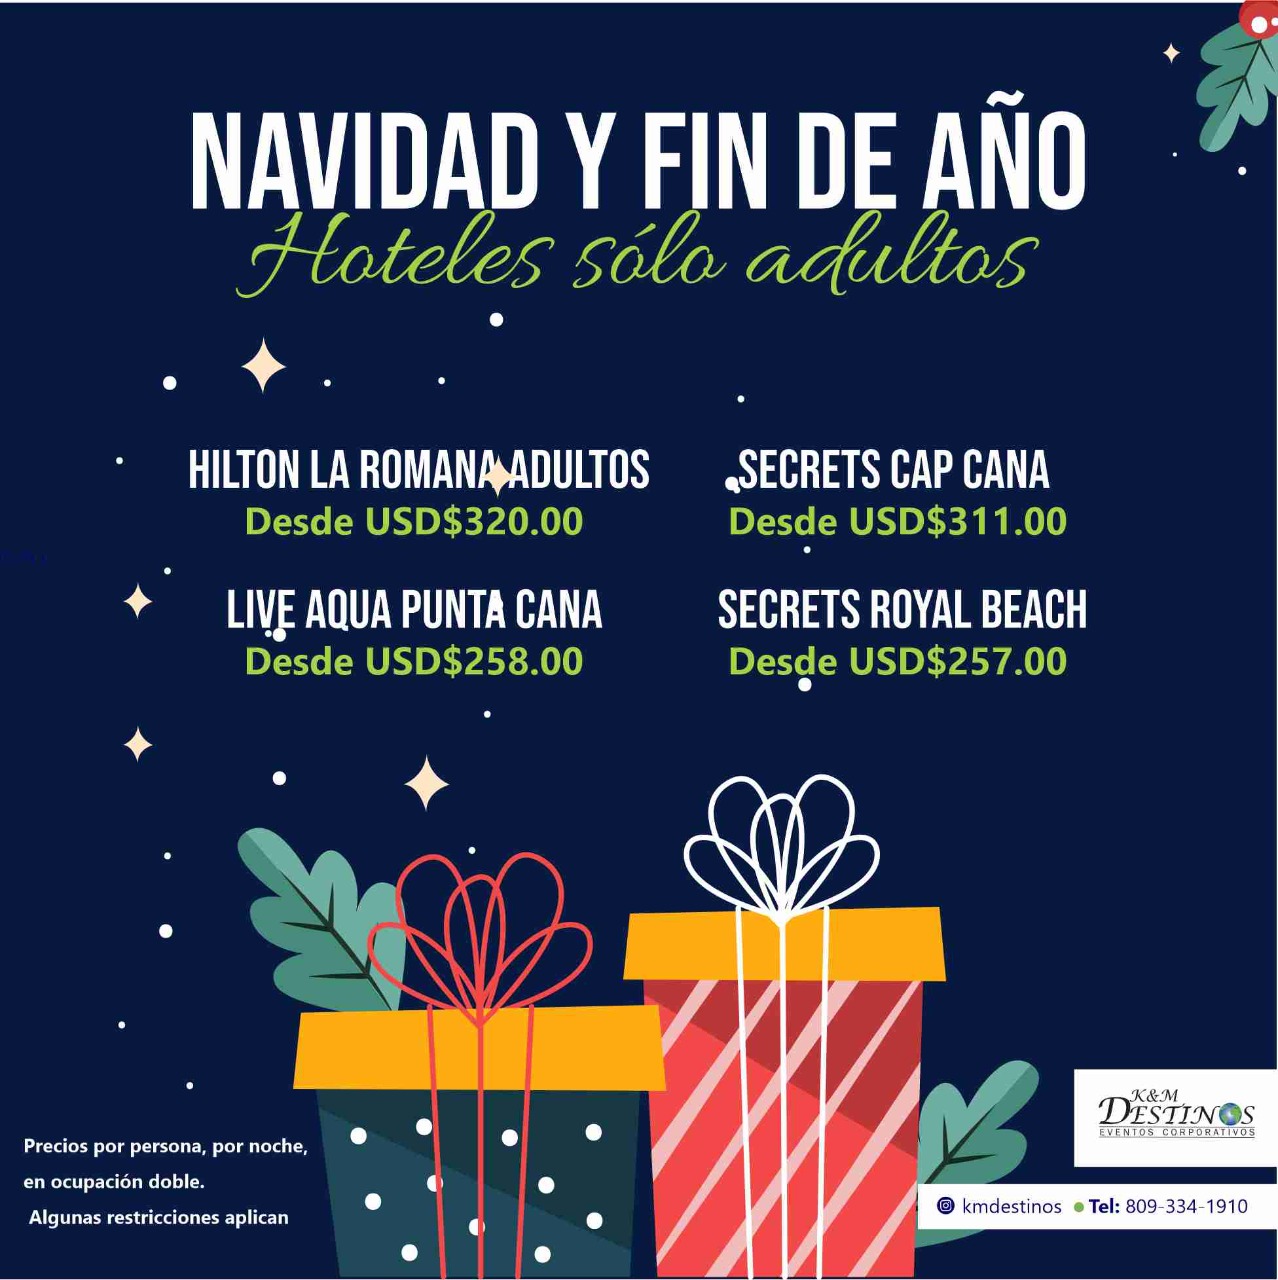 NAVIDAD Y FIN DE AÑO
Hoteles sólo adultos
HILTON LA ROMANA ADULTOS
Desde USD$320.00
SECRETS CAP CANA
Desde USD$311.00
LIVE AQUA PUNTA CANA
Desde USD$258.00
SECRETS ROYAL BEACH
Desde USD$257.00
Precios por persona, por noche,
en ocupación doble.
Algunas restricciones aplican
K&M
DESTINOS
EVENTOS CORPORATIVOS
kmdestinos • Tel: 809-334-1910